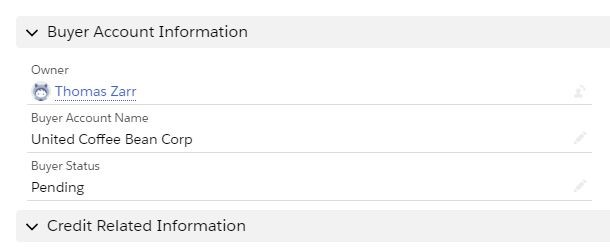 Buyer Account Information
Owner
Thomas Zarr
Buyer Account Name
United Coffee Bean Corp
Buyer Status
Pending
Credit Related Information